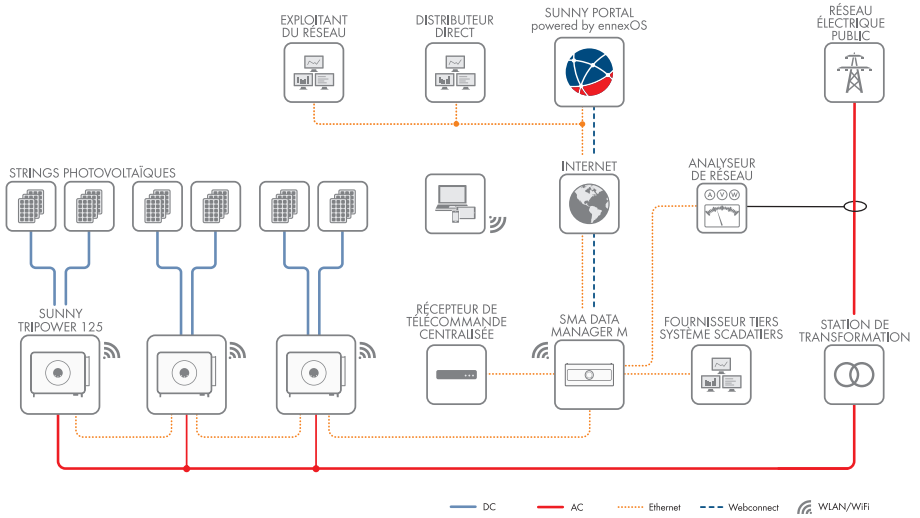 EXPLOITANT
DU RÉSEAU
DISTRIBUTEUR
DIRECT
SUNNY PORTAL
powered by ennexOS
RÉSEAU
ÉLECTRIQUE
PUBLIC
STRINGS PHOTOVOLTAÏQUES
INTERNET
ANALYSEUR
DE RÉSEAU
A V W
SUNNY
TRIPOWER 125
RÉCEPTEUR DE
TÉLÉCOMMANDE
CENTRALISÉE
SMA DATA
MANAGER M
FOURNISSEUR TIERS
SYSTÈME SCADATIERS
STATION DE
TRANSFORMATION
DC
AC
Ethernet
Webconnect
WLAN/WiFi